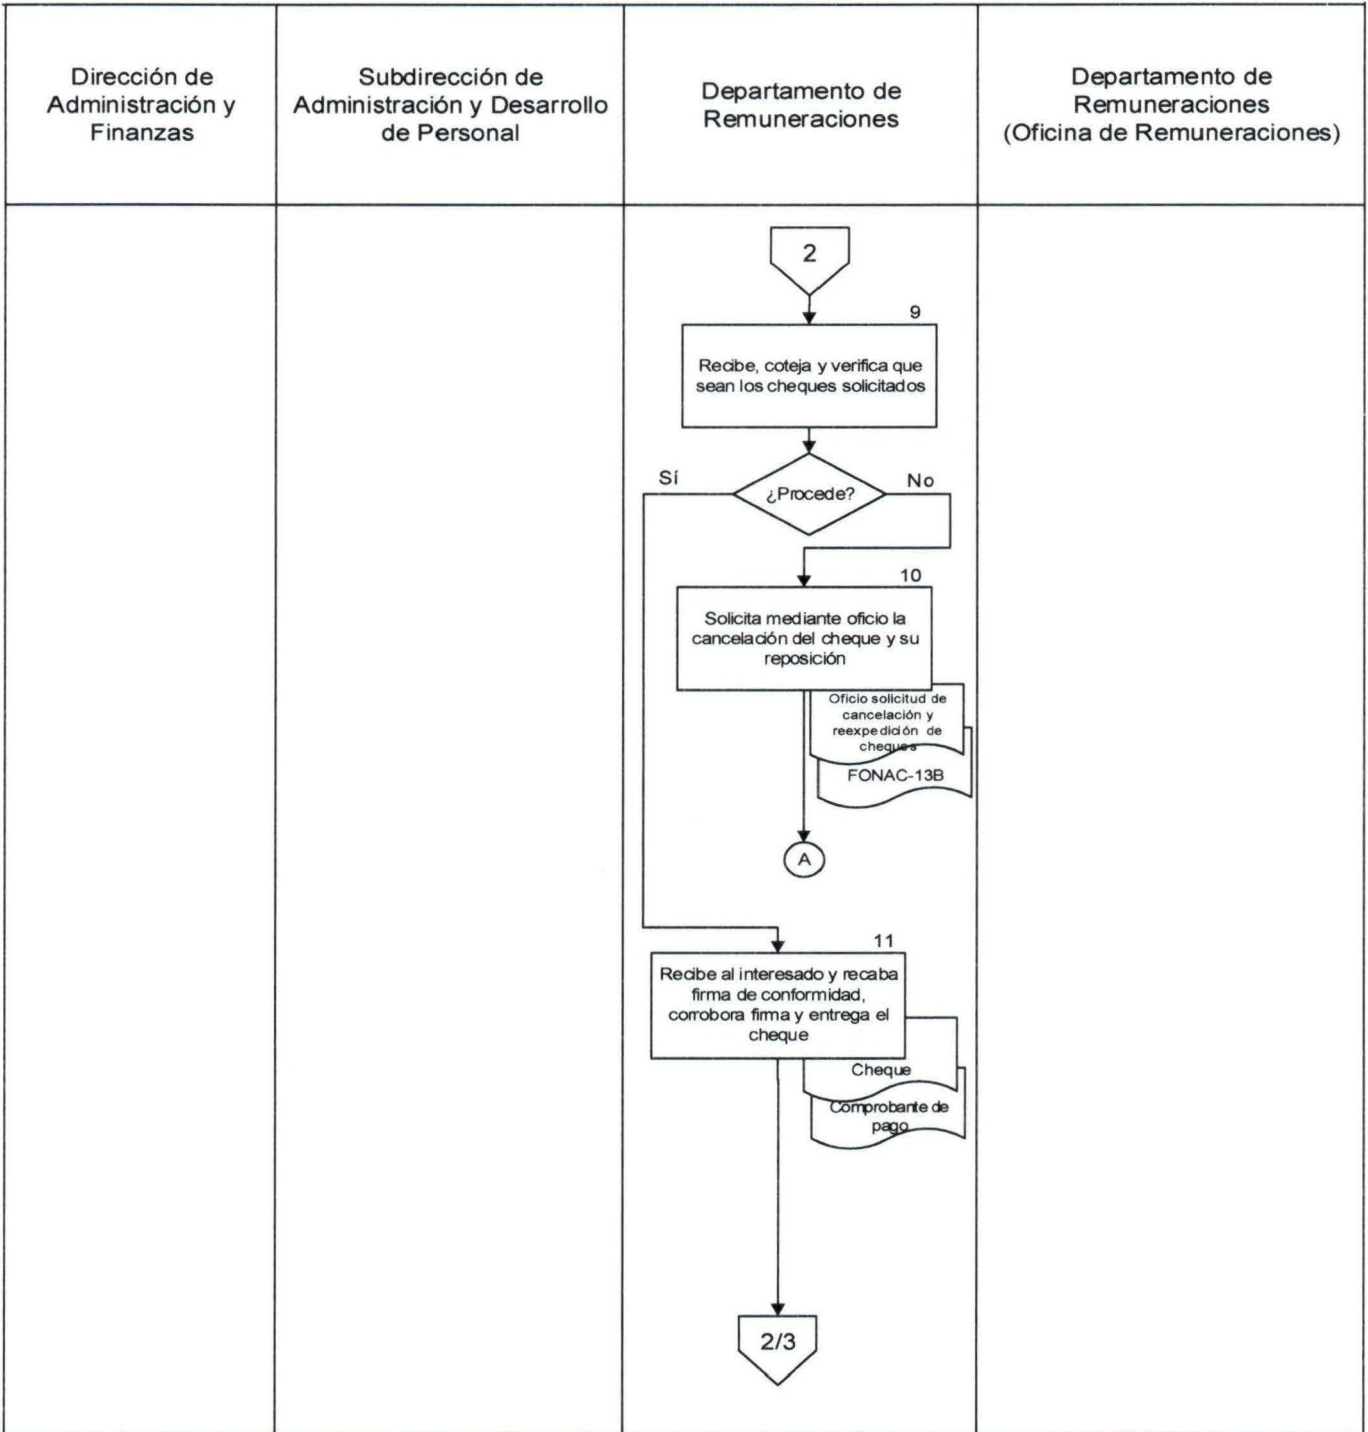 Dirección de
Administración y
Finanzas
Subdirección de
Administración y Desarrollo
de Personal
Departamento de
Remuneraciones
Departamento de
Remuneraciones
(Oficina de Remuneraciones)
2
9
Recibe, coteja y verifica que
sean los cheques solicitados
Sí
¿Procede?
No
10
Solicita mediante oficio la
cancelación del cheque y su
reposición
Oficio solicitud de
cancelación y
reexpedición de
cheques
FONAC-13B
A
11
Recibe al interesado y recaba
firma de conformidad,
corrobora firma y entrega el
cheque
Cheque
Comprobante de
pago
2/3